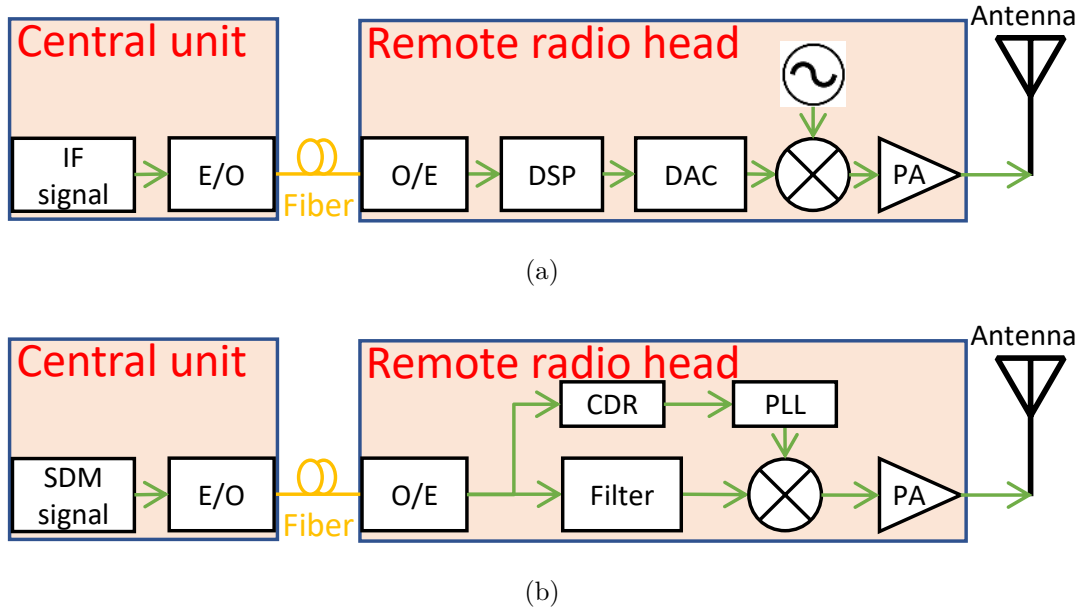 Central unit
Remote radio head
Antenna
IF
signal
E/O
Fiber
O/E
DSP
DAC
PA
(a)
Central unit
Remote radio head
Antenna
CDR
PLL
SDM
signal
E/O
Fiber
O/E
Filter
PA
(b)